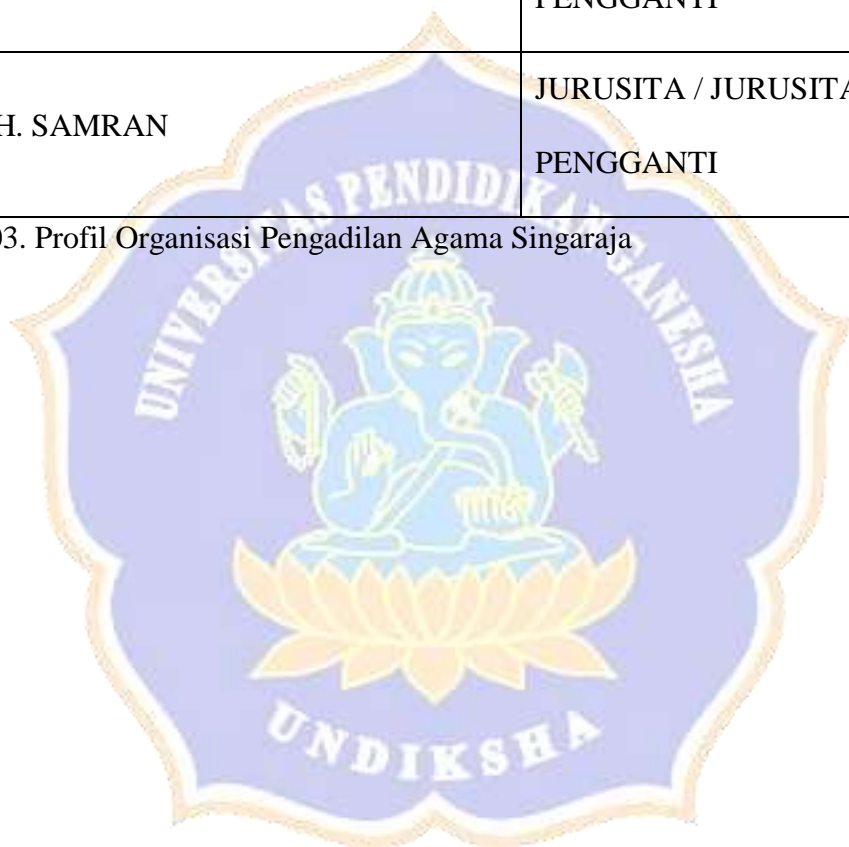 PENGGANTI
H. SAMRAN
JURUSITA / JURUSITA
PENGGANTI
03. Profil Organisasi Pengadilan Agama Singaraja
UNIVERSITAS PENDIDIKAN GANESHA
UNDIKSHA